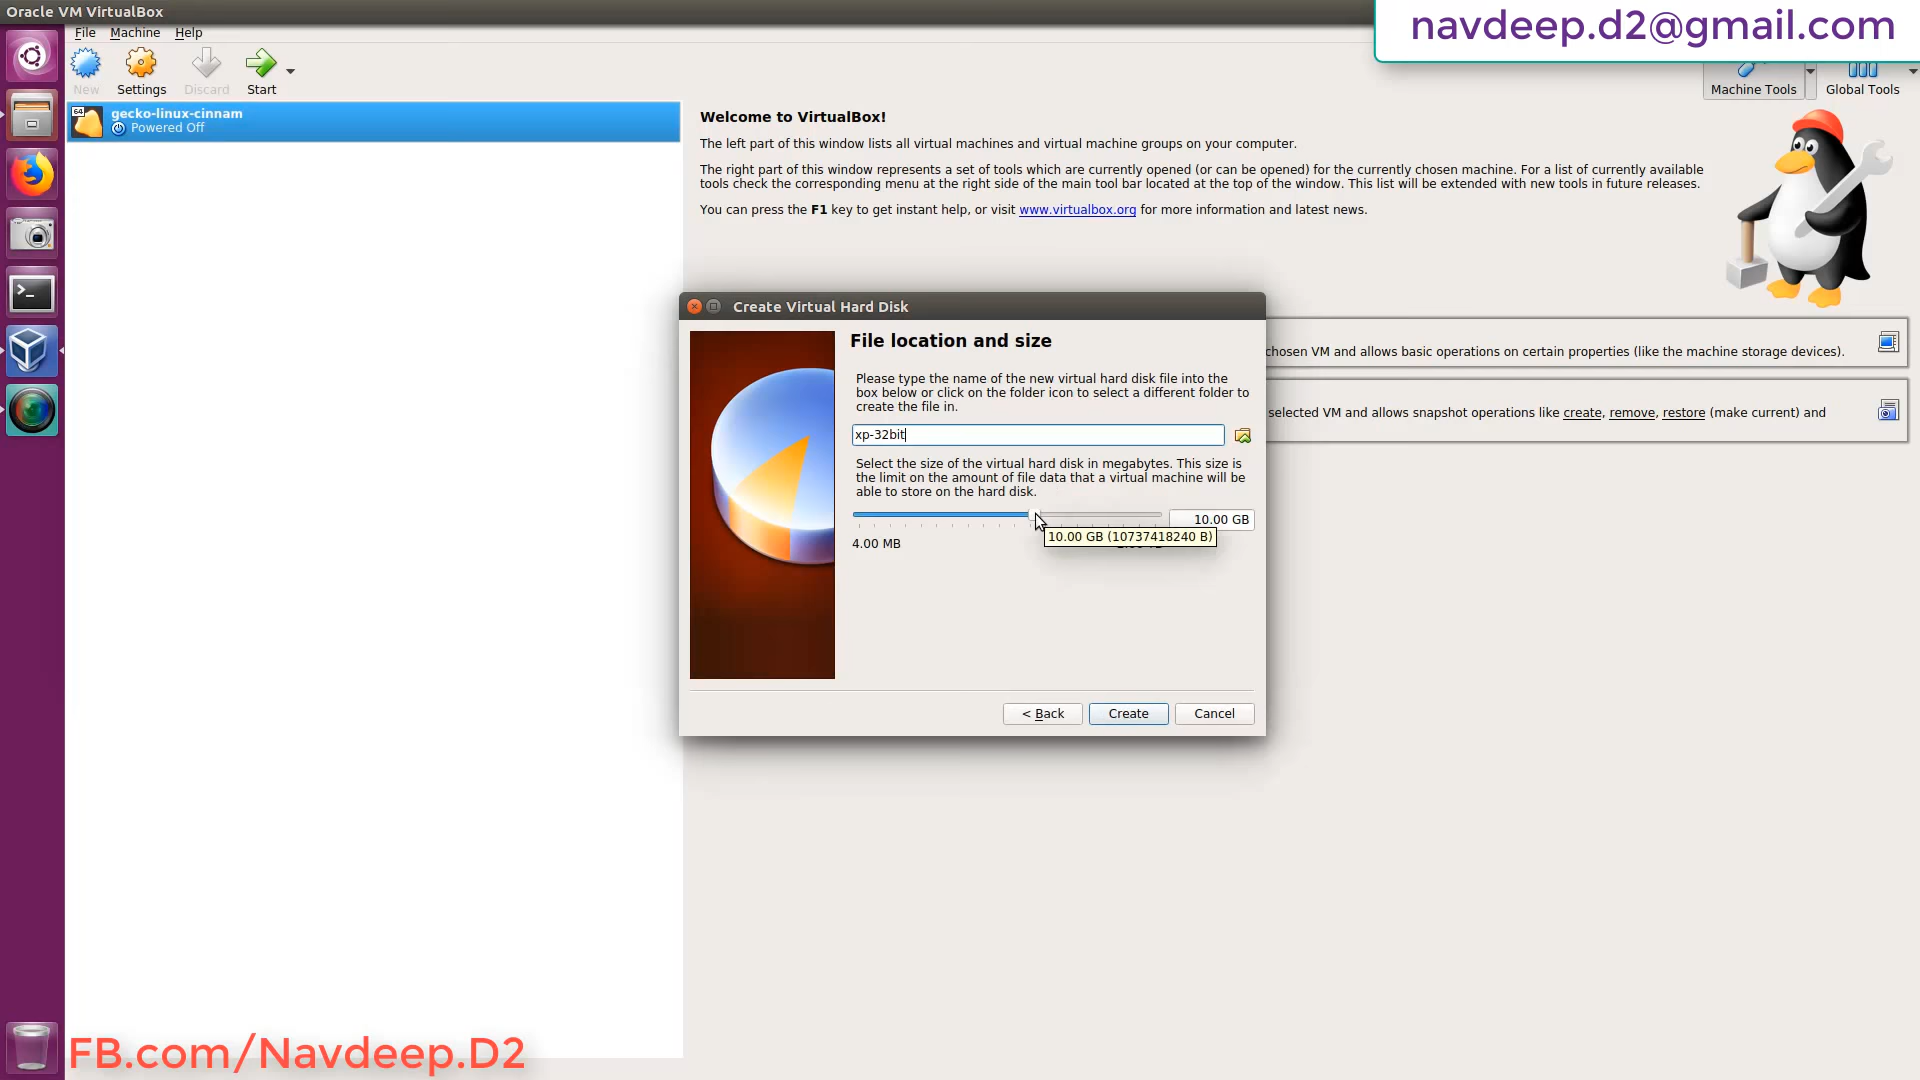 Oracle VM VirtualBox
navdeep.d2@gmail.com
File Machine Help
New Settings Discard Start
Machine Tools Global Tools
64 gecko-linux-cinnam
Powered Off
Welcome to VirtualBox!
The left part of this window lists all virtual machines and virtual machine groups on your computer.
The right part of this window represents a set of tools which are currently opened (or can be opened) for the currently chosen machine. For a list of currently available
tools check the corresponding menu at the right side of the main tool bar located at the top of the window. This list will be extended with new tools in future releases.
You can press the F1 key to get instant help, or visit www.virtualbox.org for more information and latest news.
Create Virtual Hard Disk
File location and size
chosen VM and allows basic operations on certain properties (like the machine storage devices).
Please type the name of the new virtual hard disk file into the
box below or click on the folder icon to select a different folder to
create the file in.
selected VM and allows snapshot operations like create, remove, restore (make current) and
xp-32bit
Select the size of the virtual hard disk in megabytes. This size is
the limit on the amount of file data that a virtual machine will be
able to store on the hard disk.
10.00 GB
10.00 GB (10737418240 B)
4.00 MB
< Back Create Cancel
FB.com/Navdeep.D2